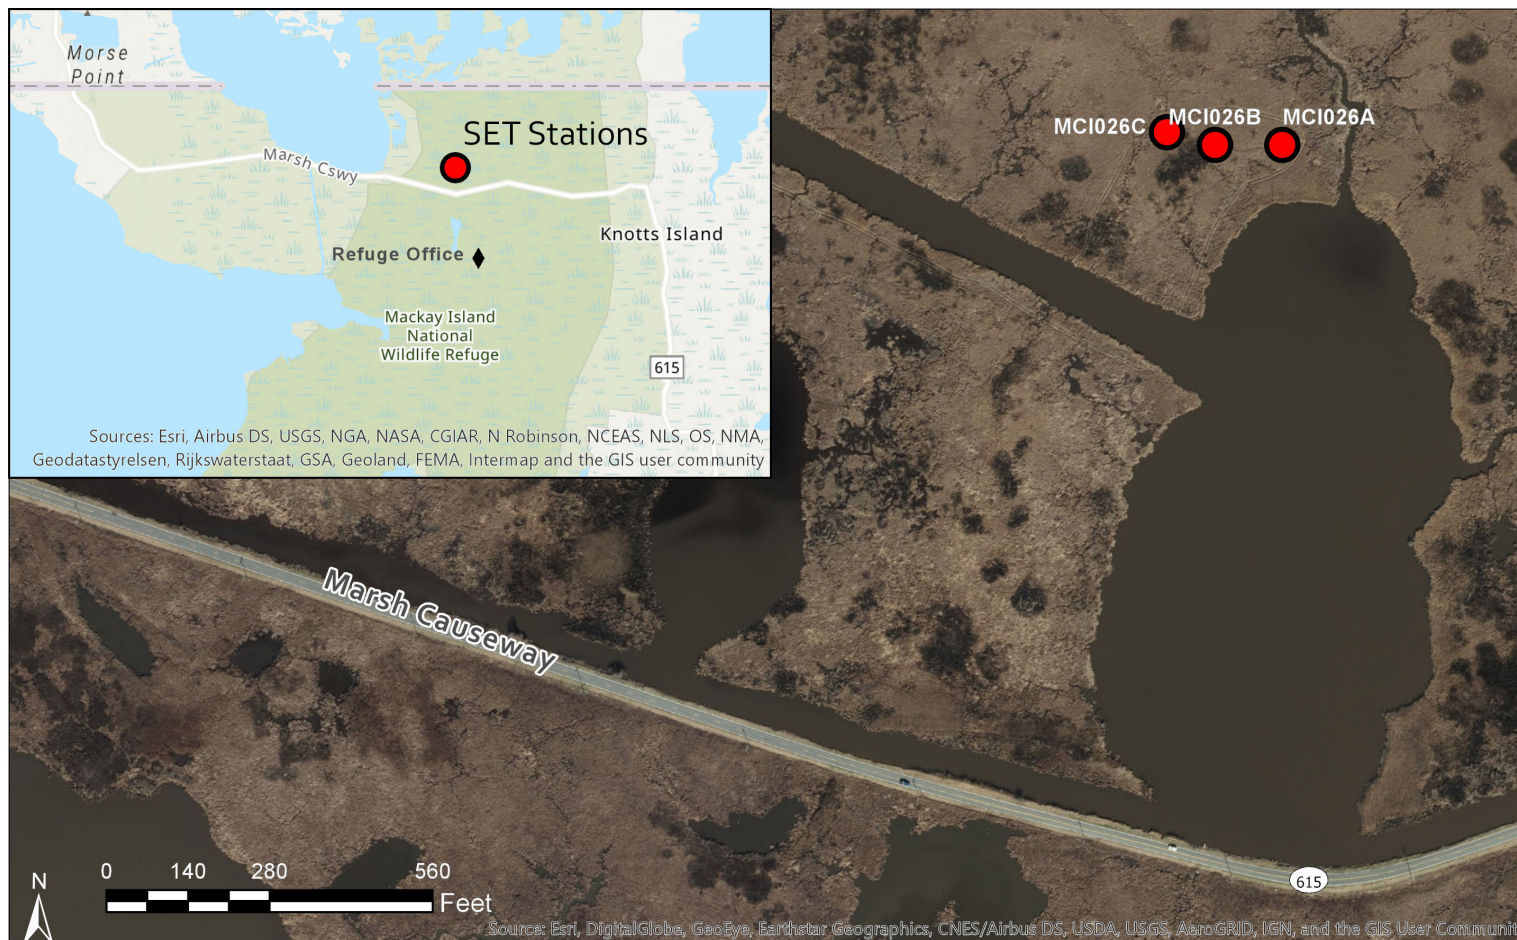 Morse
Point
SET Stations
Marsh Cswy
Knotts Island
Refuge Office
Mackay Island
National
Wildlife Refuge
615
Sources: Esri, Airbus DS, USGS, NGA, NASA, CGIAR, N Robinson, NCEAS, NLS, OS, NMA,
Geodatastyrelsen, Rijkswaterstaat, GSA, Geoland, FEMA, Intermap and the GIS user community
MCI026C MCI026B MCI026A
Marsh Causeway
615
N
0 140 280 560
Feet
Source: Esri, DigitalGlobe, GeoEye, Earthstar Geographics, CNES/Airbus DS, USDA, USGS, AeroGRID, IGN, and the GIS User Communit